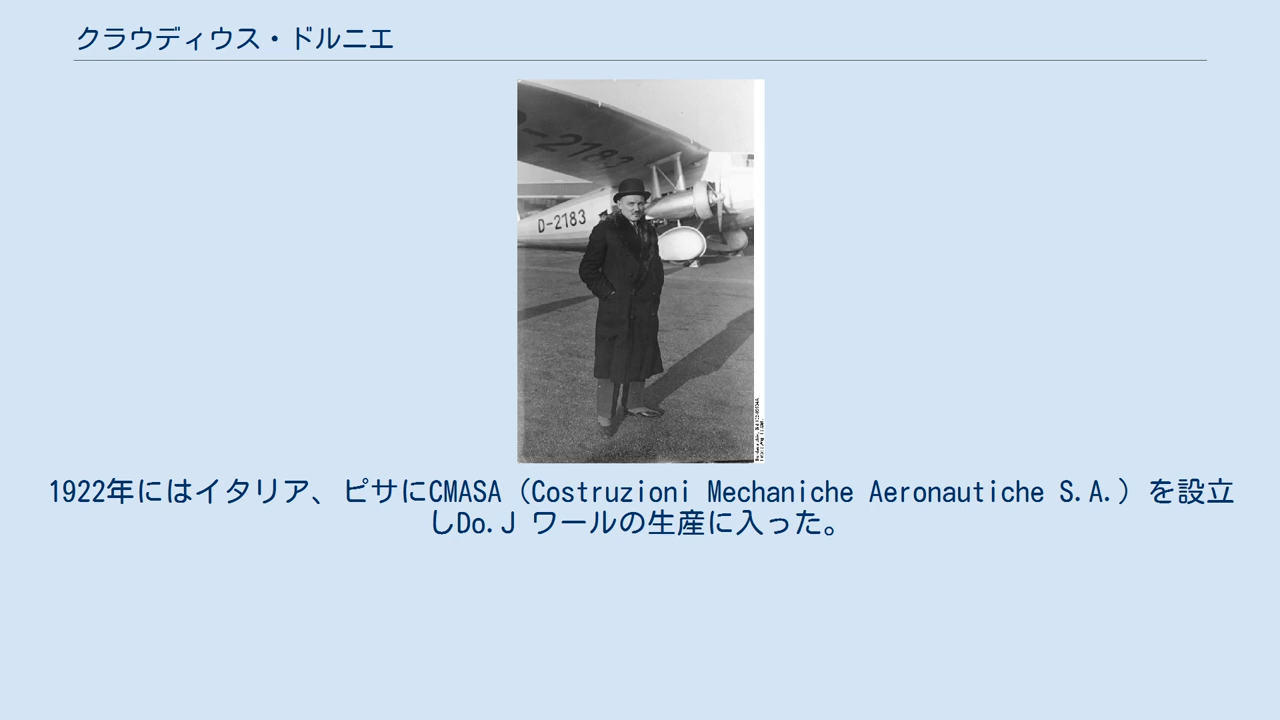 クラウディウス・ドルニエ
D-2183
D-2183
1922年にはイタリア、ピサにCMASA（Costruzioni Mechaniche Aeronautiche S.A.）を設立
しDo.J ワールの生産に入った。